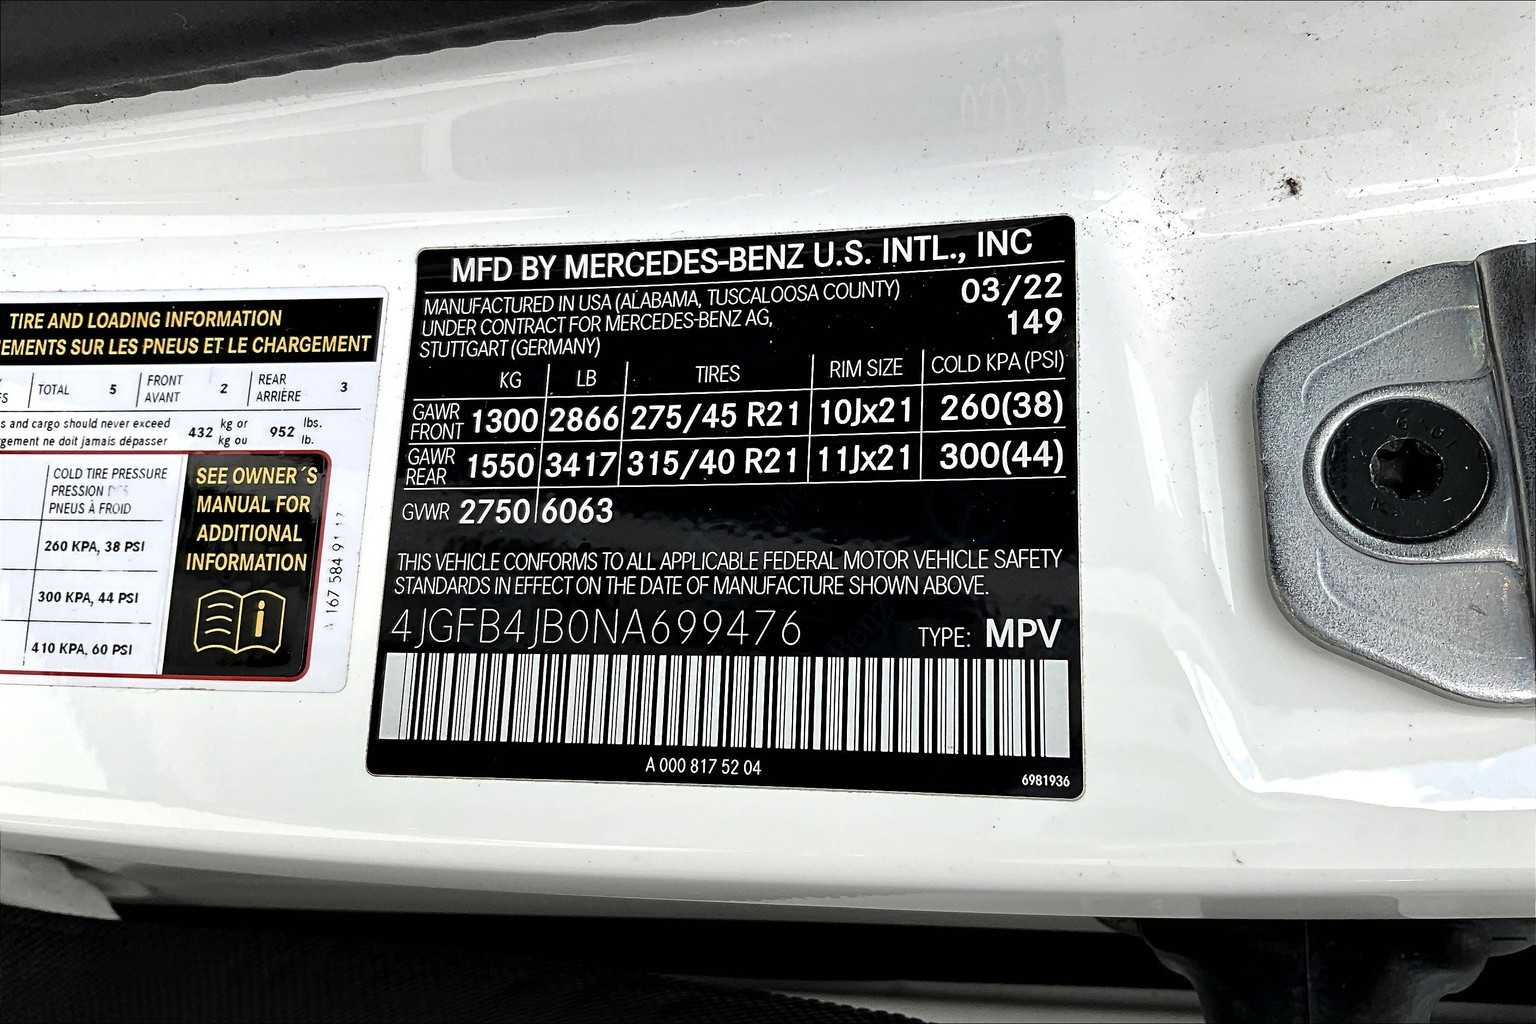 TIRE AND LOADING INFORMATION
SUR LES PNEUS ET LE CHARGEMENT
TOTAL 5 FRONT AVANT 2 REAR ARRIÈRE 3
s and cargo should never exceed 432 kg or 952 lbs.
gement ne doit jamais dépasser kg ou lb.
COLD TIRE PRESSURE
PRESSION DES
PNEUS À FROID
260 KPA, 38 PSI
300 KPA, 44 PSI
410 KPA, 60 PSI
SEE OWNER´S
MANUAL FOR
ADDITIONAL
INFORMATION
A 167 584 91 17
MFD BY MERCEDES-BENZ U.S. INTL., INC
MANUFACTURED IN USA (ALABAMA, TUSCALOOSA COUNTY) 03/22
UNDER CONTRACT FOR MERCEDES-BENZ AG, 149
STUTTGART (GERMANY)
KG LB TIRES RIM SIZE COLD KPA (PSI)
GAWR FRONT 1300 2866 275/45 R21 10Jx21 260(38)
GAWR REAR 1550 3417 315/40 R21 11Jx21 300(44)
GVWR 2750 6063
THIS VEHICLE CONFORMS TO ALL APPLICABLE FEDERAL MOTOR VEHICLE SAFETY
STANDARDS IN EFFECT ON THE DATE OF MANUFACTURE SHOWN ABOVE.
4JGFB4JB0NA699476 TYPE: MPV
A 000 817 52 04
6981936